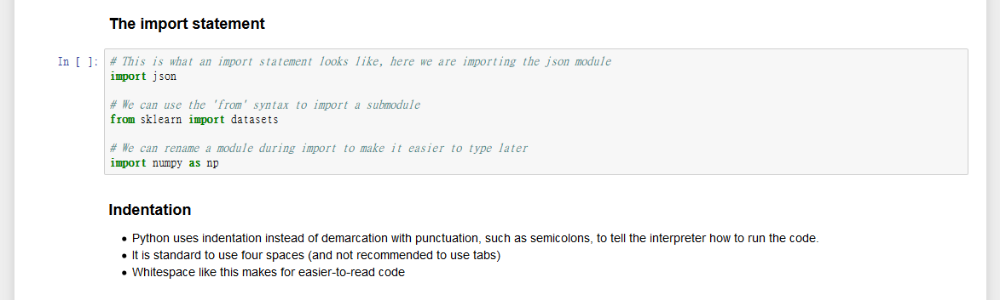 The import statement
In [ ]: # This is what an import statement looks like, here we are importing the json module
import json
# We can use the 'from' syntax to import a submodule
from sklearn import datasets
# We can rename a module during import to make it easier to type later
import numpy as np
Indentation
• Python uses indentation instead of demarcation with punctuation, such as semicolons, to tell the interpreter how to run the code.
• It is standard to use four spaces (and not recommended to use tabs)
• Whitespace like this makes for easier-to-read code